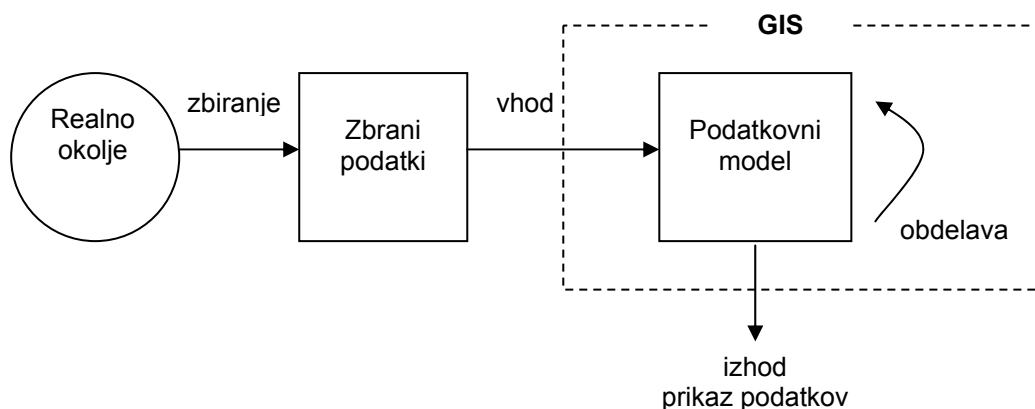 GIS
zbiranje
vhod
Realno
okolje
Zbrani
podatki
Podatkovni
model
obdelava
izhod
prikaz podatkov